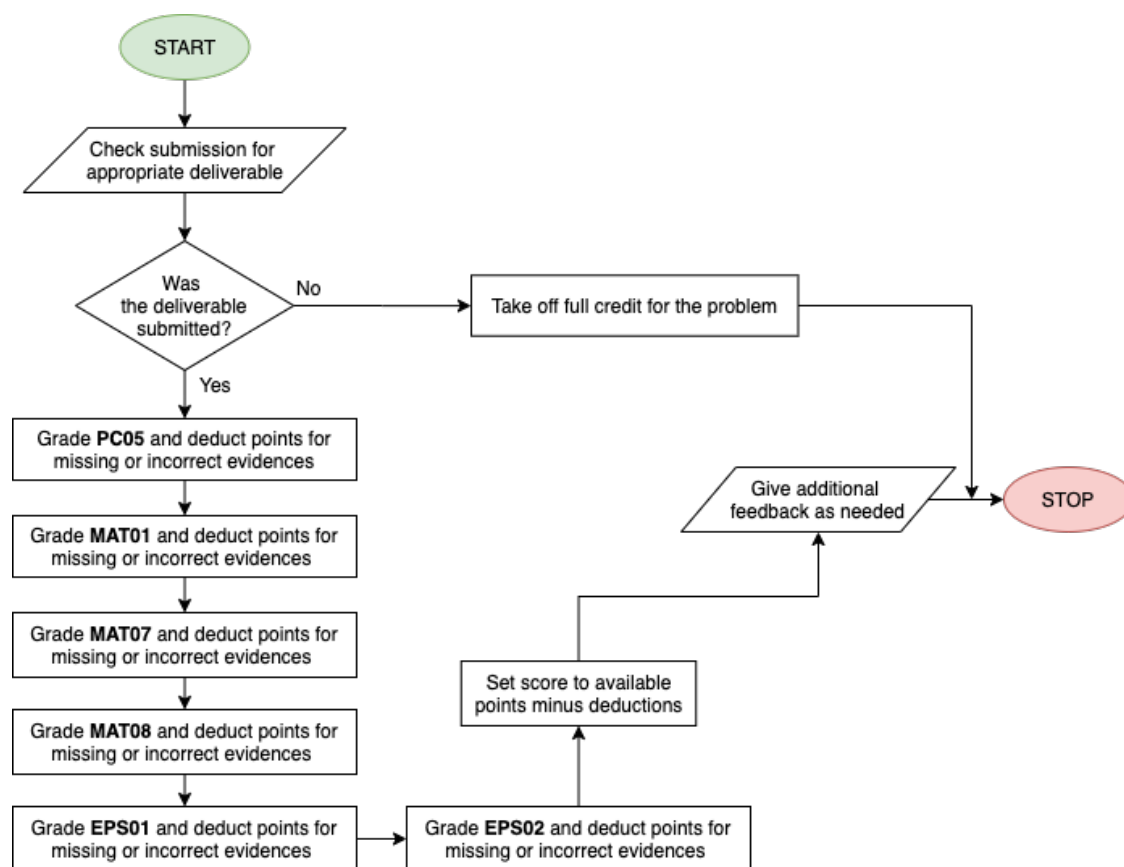 START
Check submission for
appropriate deliverable
Was
the deliverable
submitted?
No
Take off full credit for the problem
Yes
Grade PC05 and deduct points for
missing or incorrect evidences
Grade MAT01 and deduct points for
missing or incorrect evidences
Grade MAT07 and deduct points for
missing or incorrect evidences
Grade MAT08 and deduct points for
missing or incorrect evidences
Grade EPS01 and deduct points for
missing or incorrect evidences
Grade EPS02 and deduct points for
missing or incorrect evidences
Set score to available
points minus deductions
Give additional
feedback as needed
STOP